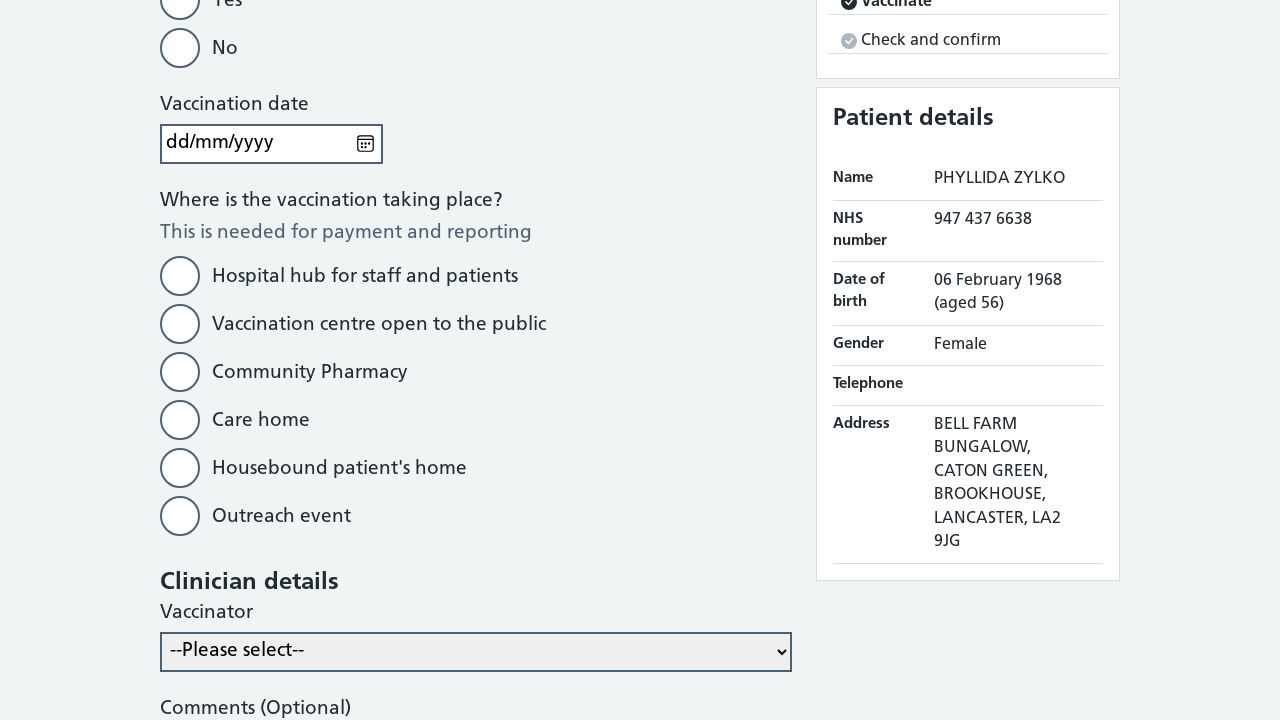 Yes
No
Vaccination date
dd/mm/yyyy
Where is the vaccination taking place?
This is needed for payment and reporting
Hospital hub for staff and patients
Vaccination centre open to the public
Community Pharmacy
Care home
Housebound patient's home
Outreach event
Clinician details
Vaccinator
--Please select--
Comments (Optional)
Vaccinate
Check and confirm
Patient details
Name PHYLLIDA ZYLKO
NHS number 947 437 6638
Date of birth 06 February 1968 (aged 56)
Gender Female
Telephone
Address BELL FARM
BUNGALOW,
CATON GREEN,
BROOKHOUSE,
LANCASTER, LA2
9JG